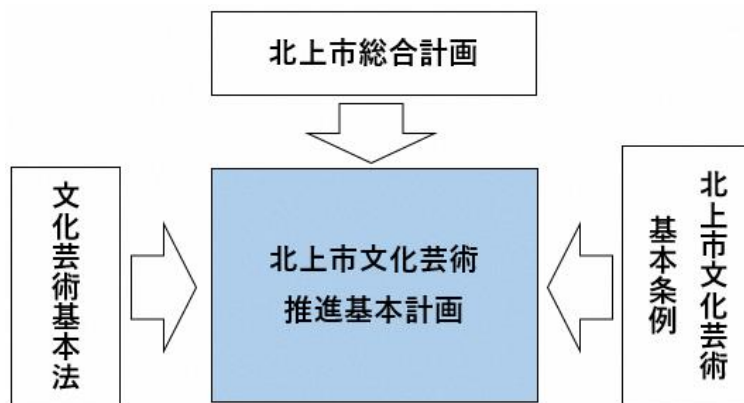 北上市総合計画
文化芸術基本法
北上市文化芸術
推進基本計画
北上市文化芸術
基本条例